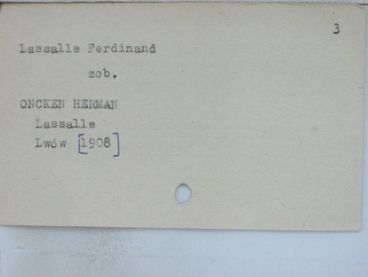 3
Lassalle Ferdinand
zob.
ONCKEN HERMAN
Lassalle
Lwów [1908]